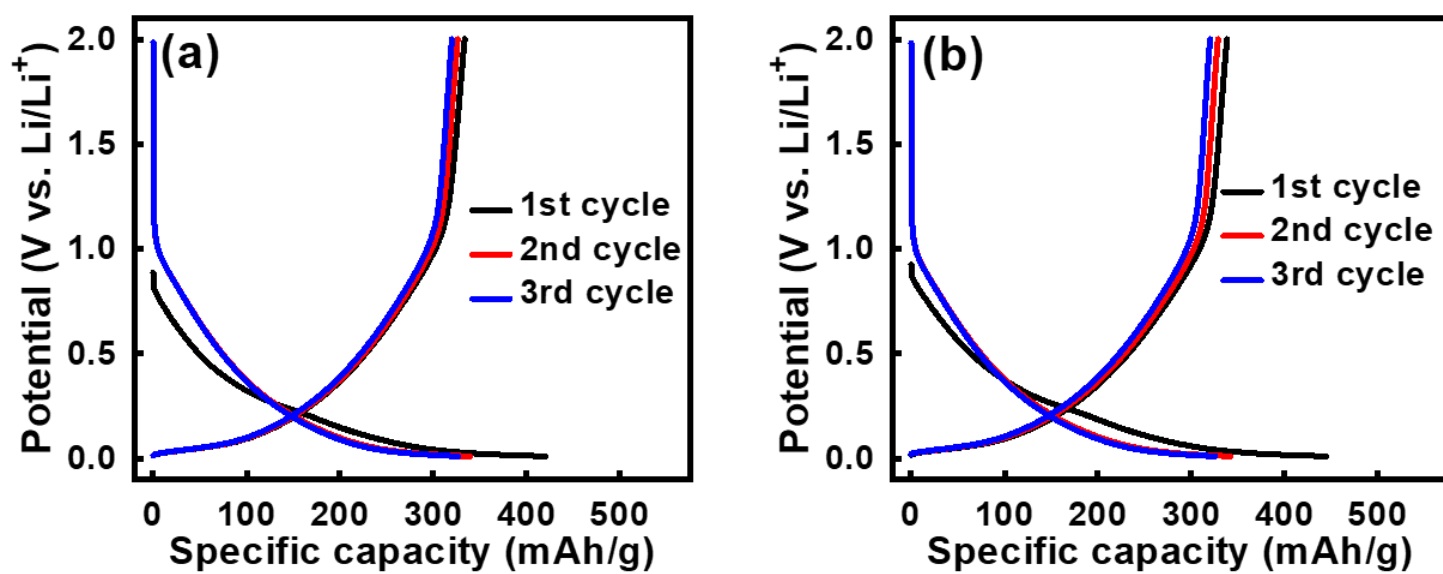 (a)
Potential (V vs. Li/Li⁺)
2.0
1.5
1.0
0.5
0.0
1st cycle
2nd cycle
3rd cycle
0 100 200 300 400 500
Specific capacity (mAh/g)
(b)
Potential (V vs. Li/Li⁺)
2.0
1.5
1.0
0.5
0.0
1st cycle
2nd cycle
3rd cycle
0 100 200 300 400 500
Specific capacity (mAh/g)